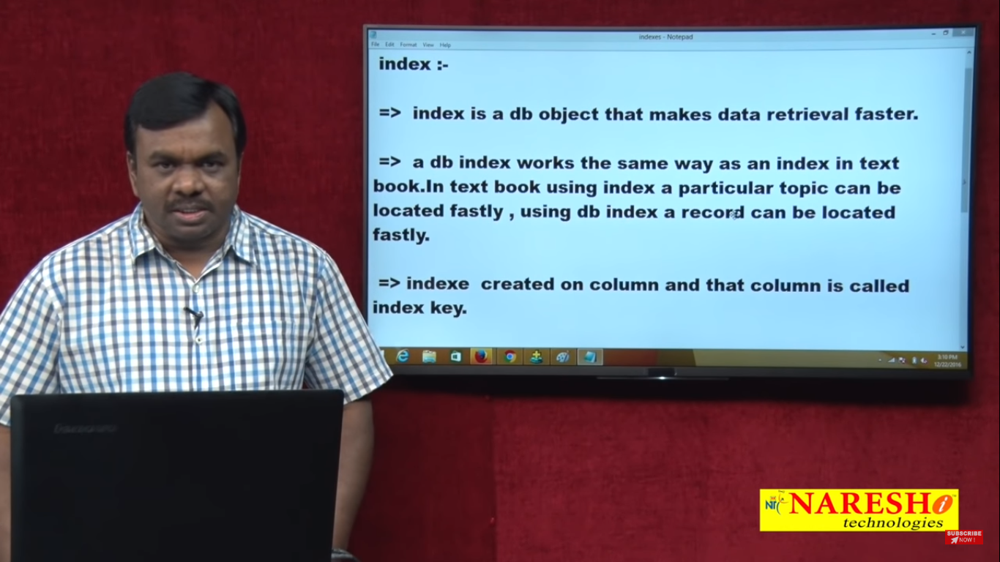 indexes - Notepad
File Edit Format View Help
index :-
=> index is a db object that makes data retrieval faster.
=> a db index works the same way as an index in text
book.In text book using index a particular topic can be
located fastly , using db index a record can be located
fastly.
=> indexe created on column and that column is called
index key.
3:10 PM
12/22/2016
NARESH i
technologies
SUBSCRIBE
NOW !